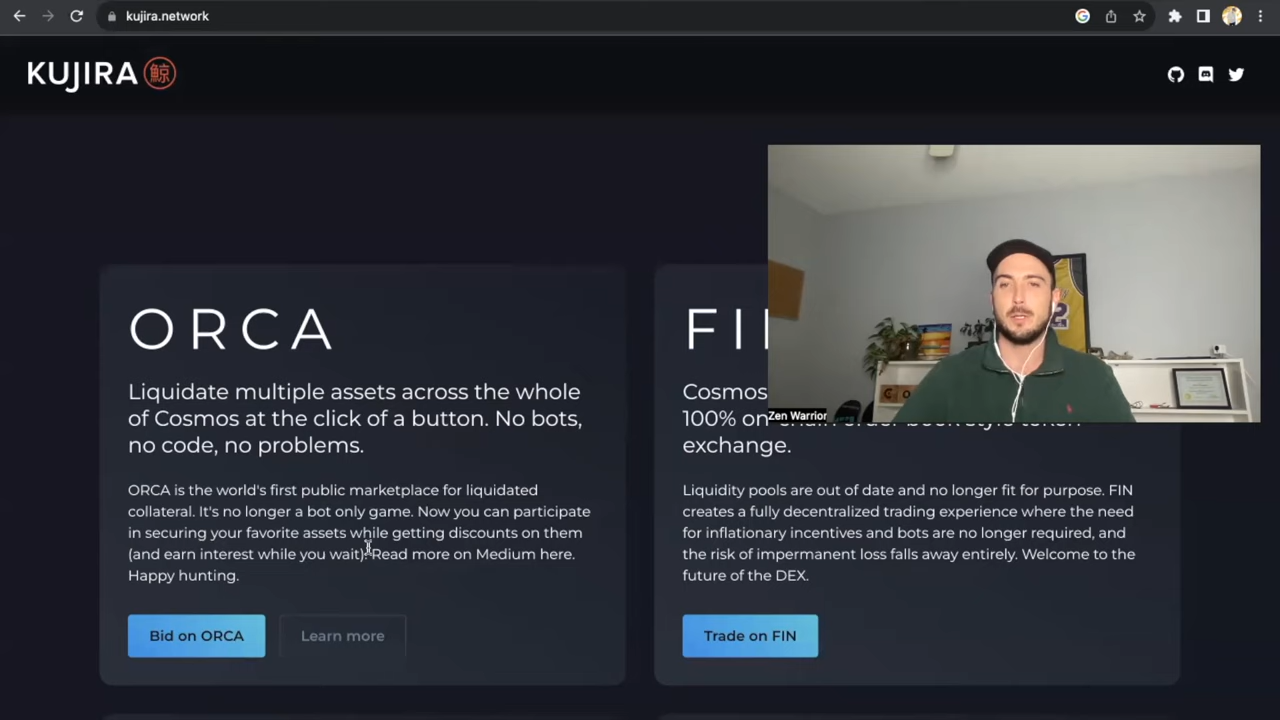 kujira.network
KUJIRA 鯨
ORCA
Liquidate multiple assets across the whole
of Cosmos at the click of a button. No bots,
no code, no problems.
ORCA is the world's first public marketplace for liquidated
collateral. It's no longer a bot only game. Now you can participate
in securing your favorite assets while getting discounts on them
(and earn interest while you wait). Read more on Medium here.
Happy hunting.
Bid on ORCA
Learn more
FI
Cosmos
100% on-chain order book style token
exchange.
Liquidity pools are out of date and no longer fit for purpose. FIN
creates a fully decentralized trading experience where the need
for inflationary incentives and bots are no longer required, and
the risk of impermanent loss falls away entirely. Welcome to the
future of the DEX.
Trade on FIN
Zen Warrior